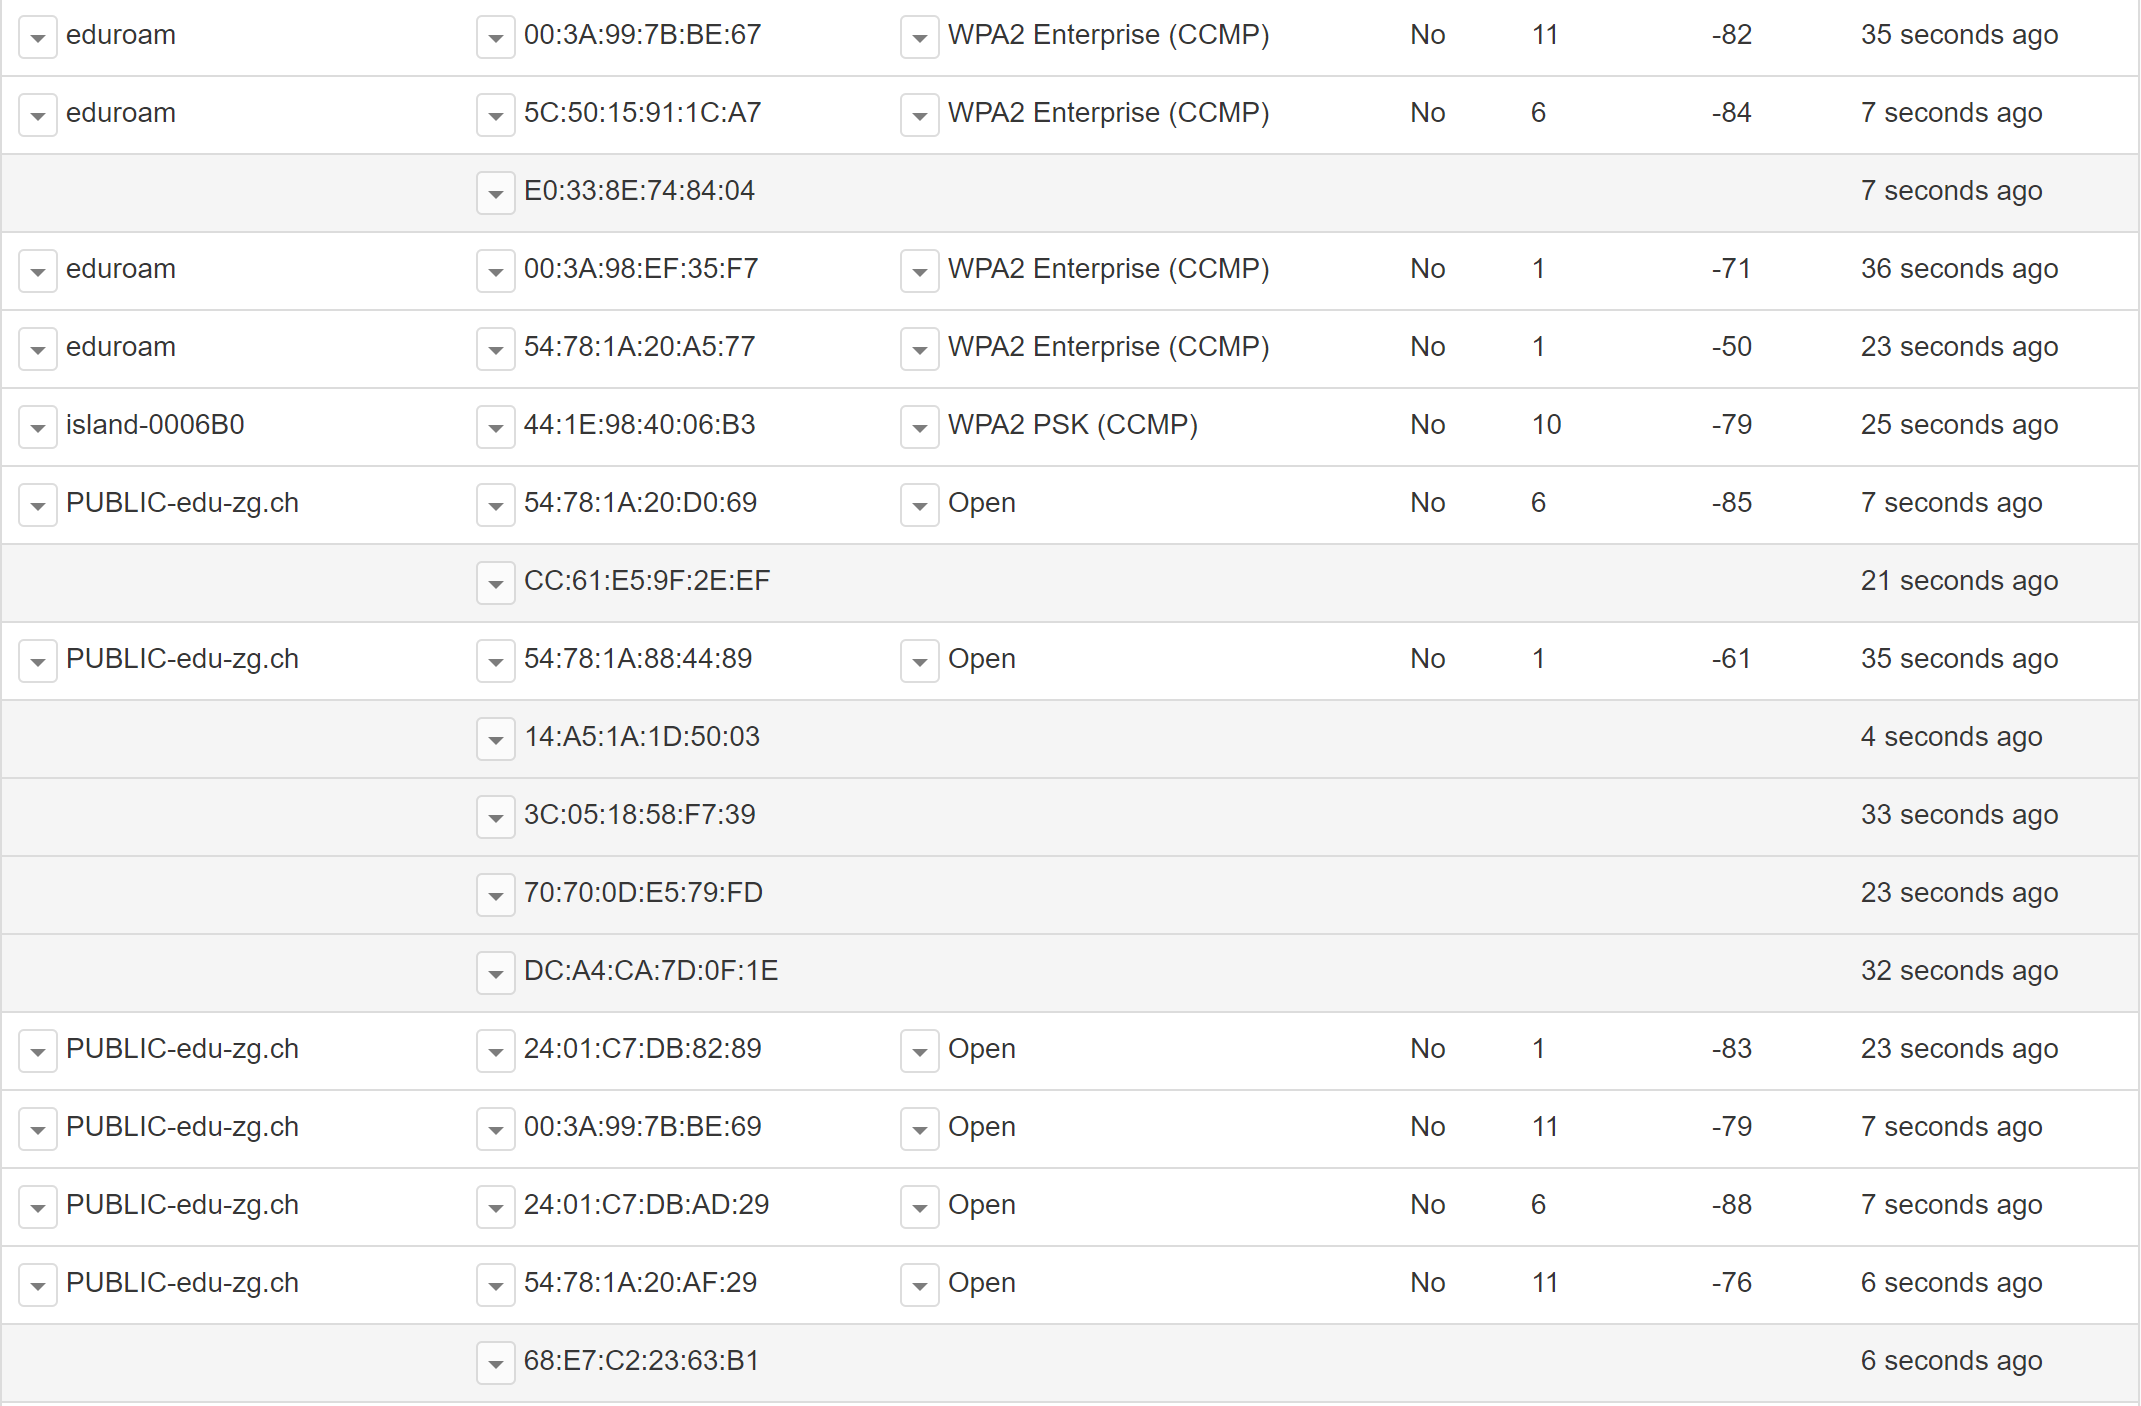 eduroam 00:3A:99:7B:BE:67 WPA2 Enterprise (CCMP) No 11 -82 35 seconds ago
eduroam 5C:50:15:91:1C:A7 WPA2 Enterprise (CCMP) No 6 -84 7 seconds ago
E0:33:8E:74:84:04 7 seconds ago
eduroam 00:3A:98:EF:35:F7 WPA2 Enterprise (CCMP) No 1 -71 36 seconds ago
eduroam 54:78:1A:20:A5:77 WPA2 Enterprise (CCMP) No 1 -50 23 seconds ago
island-0006B0 44:1E:98:40:06:B3 WPA2 PSK (CCMP) No 10 -79 25 seconds ago
PUBLIC-edu-zg.ch 54:78:1A:20:D0:69 Open No 6 -85 7 seconds ago
CC:61:E5:9F:2E:EF 21 seconds ago
PUBLIC-edu-zg.ch 54:78:1A:88:44:89 Open No 1 -61 35 seconds ago
14:A5:1A:1D:50:03 4 seconds ago
3C:05:18:58:F7:39 33 seconds ago
70:70:0D:E5:79:FD 23 seconds ago
DC:A4:CA:7D:0F:1E 32 seconds ago
PUBLIC-edu-zg.ch 24:01:C7:DB:82:89 Open No 1 -83 23 seconds ago
PUBLIC-edu-zg.ch 00:3A:99:7B:BE:69 Open No 11 -79 7 seconds ago
PUBLIC-edu-zg.ch 24:01:C7:DB:AD:29 Open No 6 -88 7 seconds ago
PUBLIC-edu-zg.ch 54:78:1A:20:AF:29 Open No 11 -76 6 seconds ago
68:E7:C2:23:63:B1 6 seconds ago